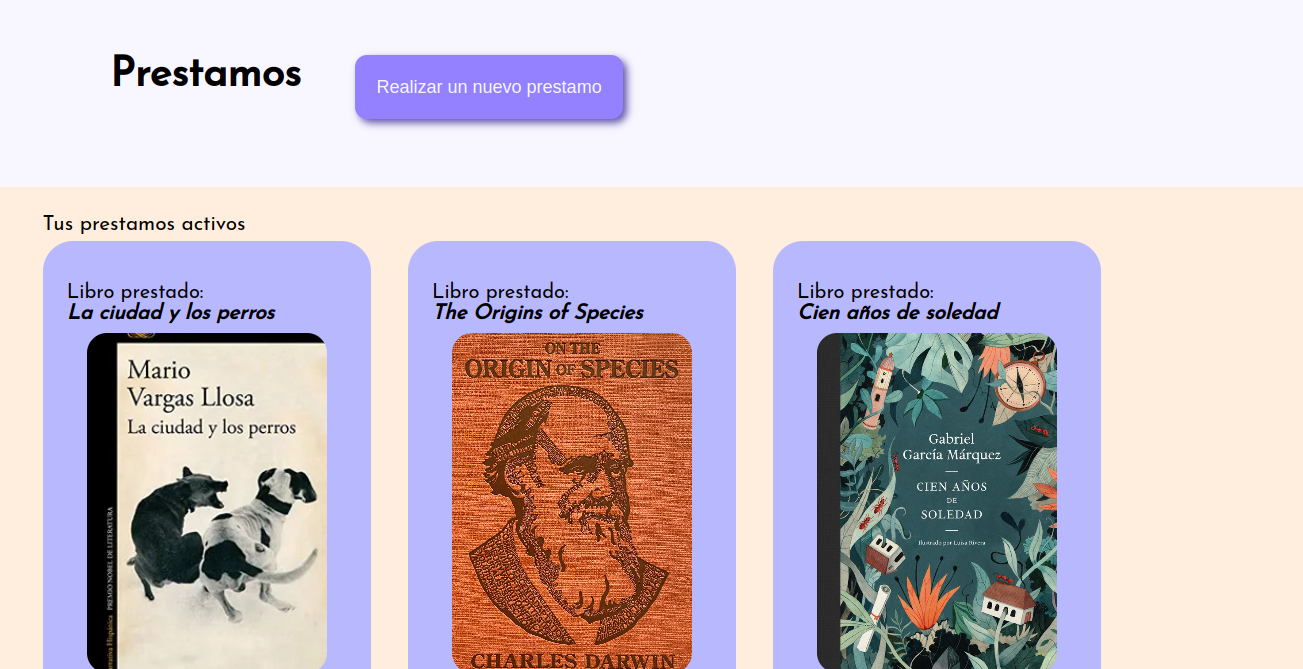 Prestamos
Realizar un nuevo prestamo
Tus prestamos activos
Libro prestado:
La ciudad y los perros
Mario
Vargas Llosa
La ciudad y los perros
PREMIO NOBEL DE LITERATURA
Hispánica
Libro prestado:
The Origins of Species
ON THE
ORIGIN OF SPECIES
CHARLES DARWIN
Libro prestado:
Cien años de soledad
Gabriel
García Márquez
CIEN AÑOS
DE
SOLEDAD
Ilustrado por Luisa Rivera